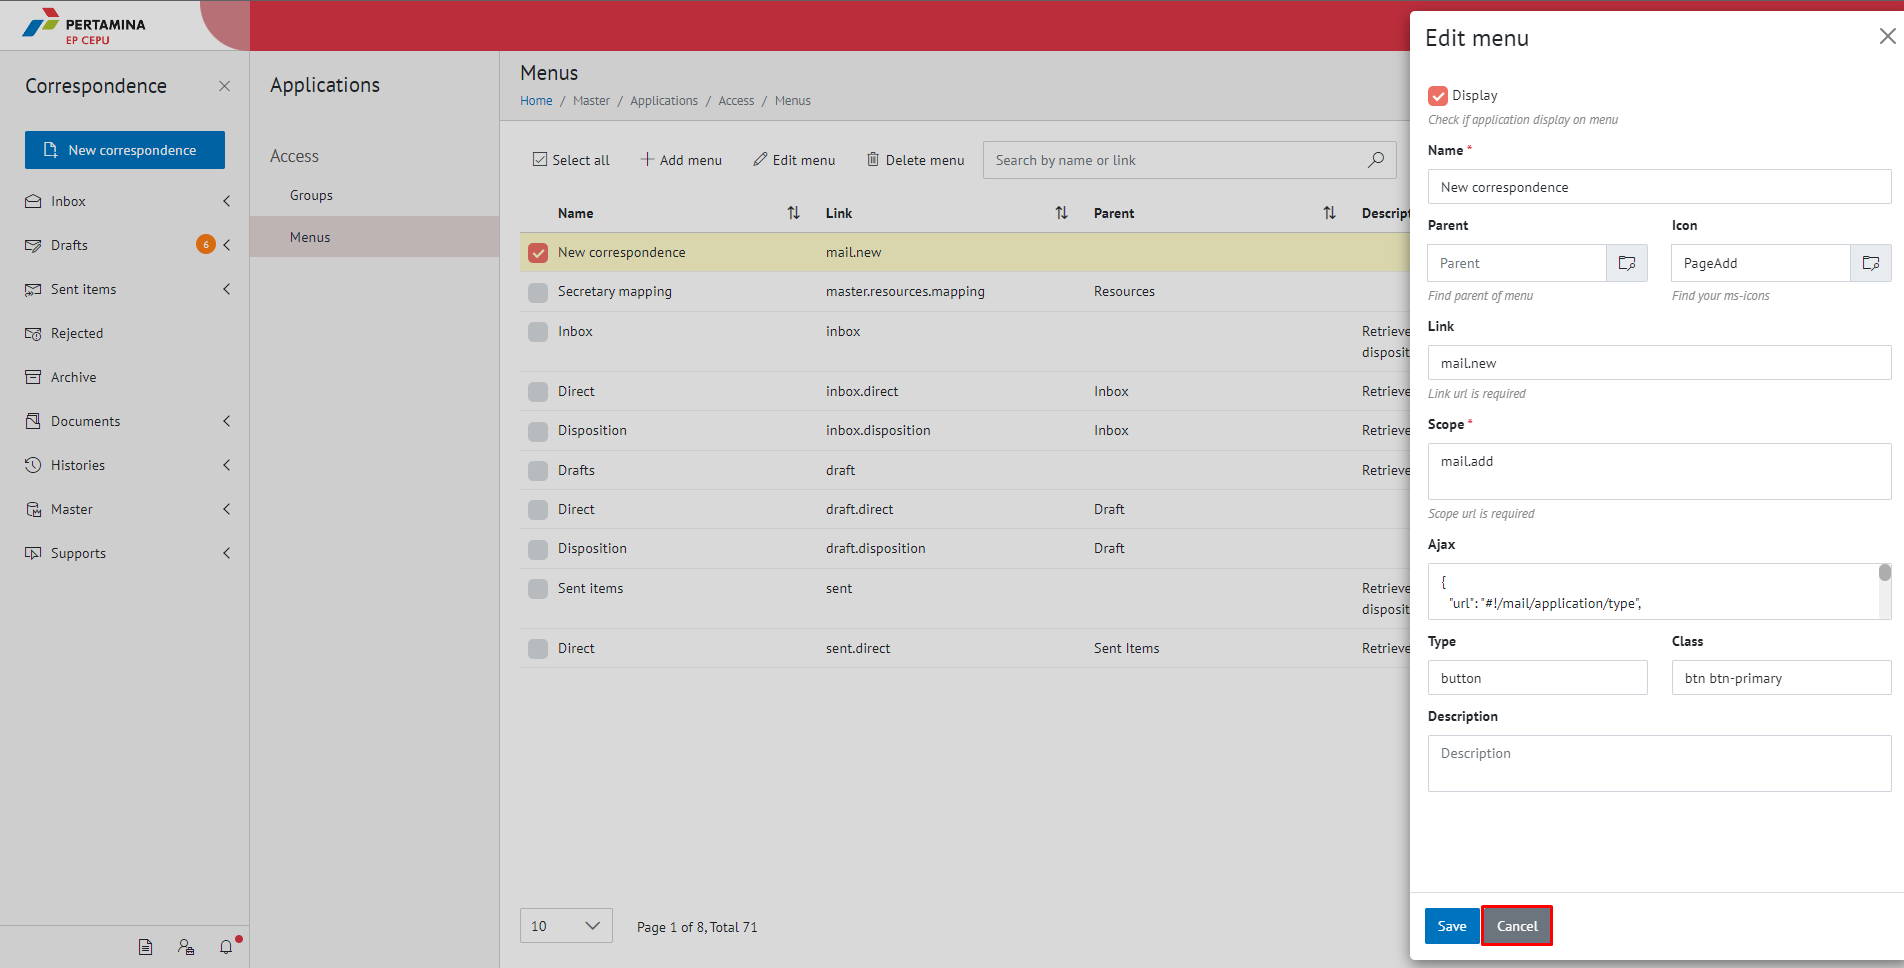 PERTAMINA
EP CEPU
Correspondence
New correspondence
Inbox
Drafts
6
Sent items
Rejected
Archive
Documents
Histories
Master
Supports
Applications
Access
Groups
Menus
Menus
Home / Master / Applications / Access / Menus
Select all Add menu Edit menu Delete menu Search by name or link
Name Link Parent Descript
New correspondence mail.new
Secretary mapping master.resources.mapping Resources
Inbox inbox Retrieve
disposit
Direct inbox.direct Inbox Retrieve
Disposition inbox.disposition Inbox Retrieve
Drafts draft Retrieve
Direct draft.direct Draft
Disposition draft.disposition Draft
Sent items sent Retrieve
disposit
Direct sent.direct Sent Items Retrieve
10 Page 1 of 8, Total 71
Edit menu
Display
Check if application display on menu
Name *
New correspondence
Parent Icon
Parent PageAdd
Find parent of menu Find your ms-icons
Link
mail.new
Link url is required
Scope *
mail.add
Scope url is required
Ajax
{
"url": "#!/mail/application/type",
Type Class
button btn btn-primary
Description
Description
Save Cancel